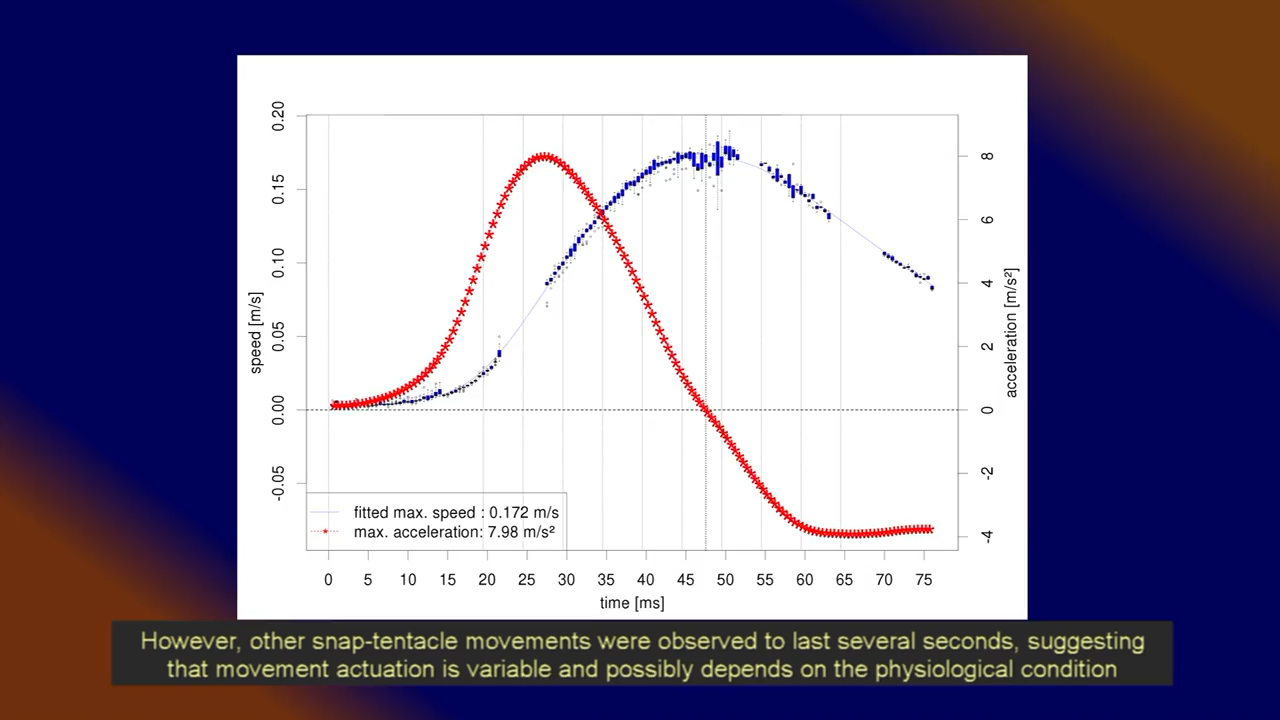 0.20
0.15
0.10
0.05
0.00
-0.05
speed [m/s]
8
6
4
2
0
-2
-4
acceleration [m/s²]
fitted max. speed : 0.172 m/s
max. acceleration: 7.98 m/s²
0 5 10 15 20 25 30 35 40 45 50 55 60 65 70 75
time [ms]
However, other snap-tentacle movements were observed to last several seconds, suggesting
that movement actuation is variable and possibly depends on the physiological condition